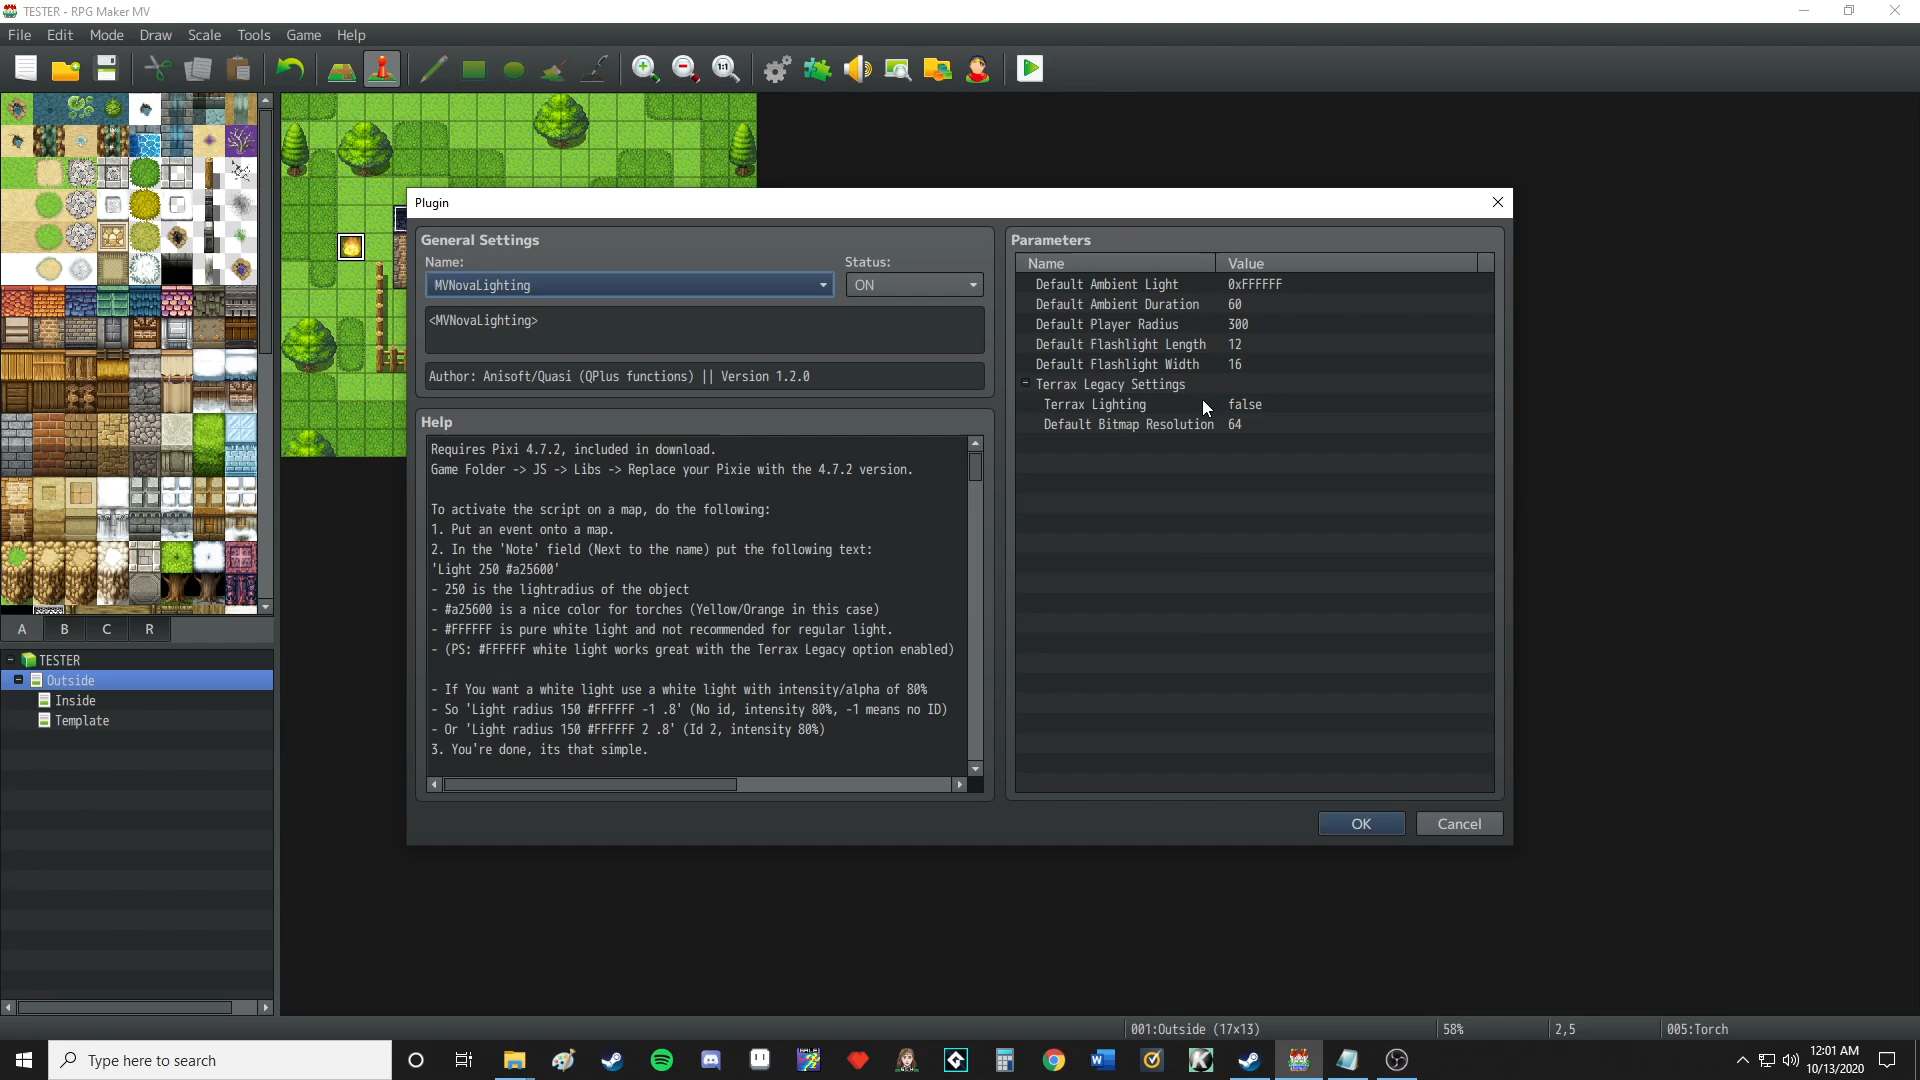 TESTER - RPG Maker MV
File Edit Mode Draw Scale Tools Game Help
1:1
Plugin
General Settings
Name:
Status:
MVNovaLighting
ON
<MVNovaLighting>
Author: Anisoft/Quasi (QPlus functions) || Version 1.2.0
Help
Requires Pixi 4.7.2, included in download.
Game Folder -> JS -> Libs -> Replace your Pixie with the 4.7.2 version.
To activate the script on a map, do the following:
1. Put an event onto a map.
2. In the 'Note' field (Next to the name) put the following text:
'Light 250 #a25600'
- 250 is the lightradius of the object
- #a25600 is a nice color for torches (Yellow/Orange in this case)
- #FFFFFF is pure white light and not recommended for regular light.
- (PS: #FFFFFF white light works great with the Terrax Legacy option enabled)
- If You want a white light use a white light with intensity/alpha of 80%
- So 'Light radius 150 #FFFFFF -1 .8' (No id, intensity 80%, -1 means no ID)
- Or 'Light radius 150 #FFFFFF 2 .8' (Id 2, intensity 80%)
3. You're done, its that simple.
Parameters
Name Value
Default Ambient Light 0xFFFFFF
Default Ambient Duration 60
Default Player Radius 300
Default Flashlight Length 12
Default Flashlight Width 16
Terrax Legacy Settings
Terrax Lighting false
Default Bitmap Resolution 64
OK Cancel
A B C R
TESTER
Outside
Inside
Template
001:Outside (17x13) 58% 2,5 005:Torch
Type here to search
12:01 AM
10/13/2020